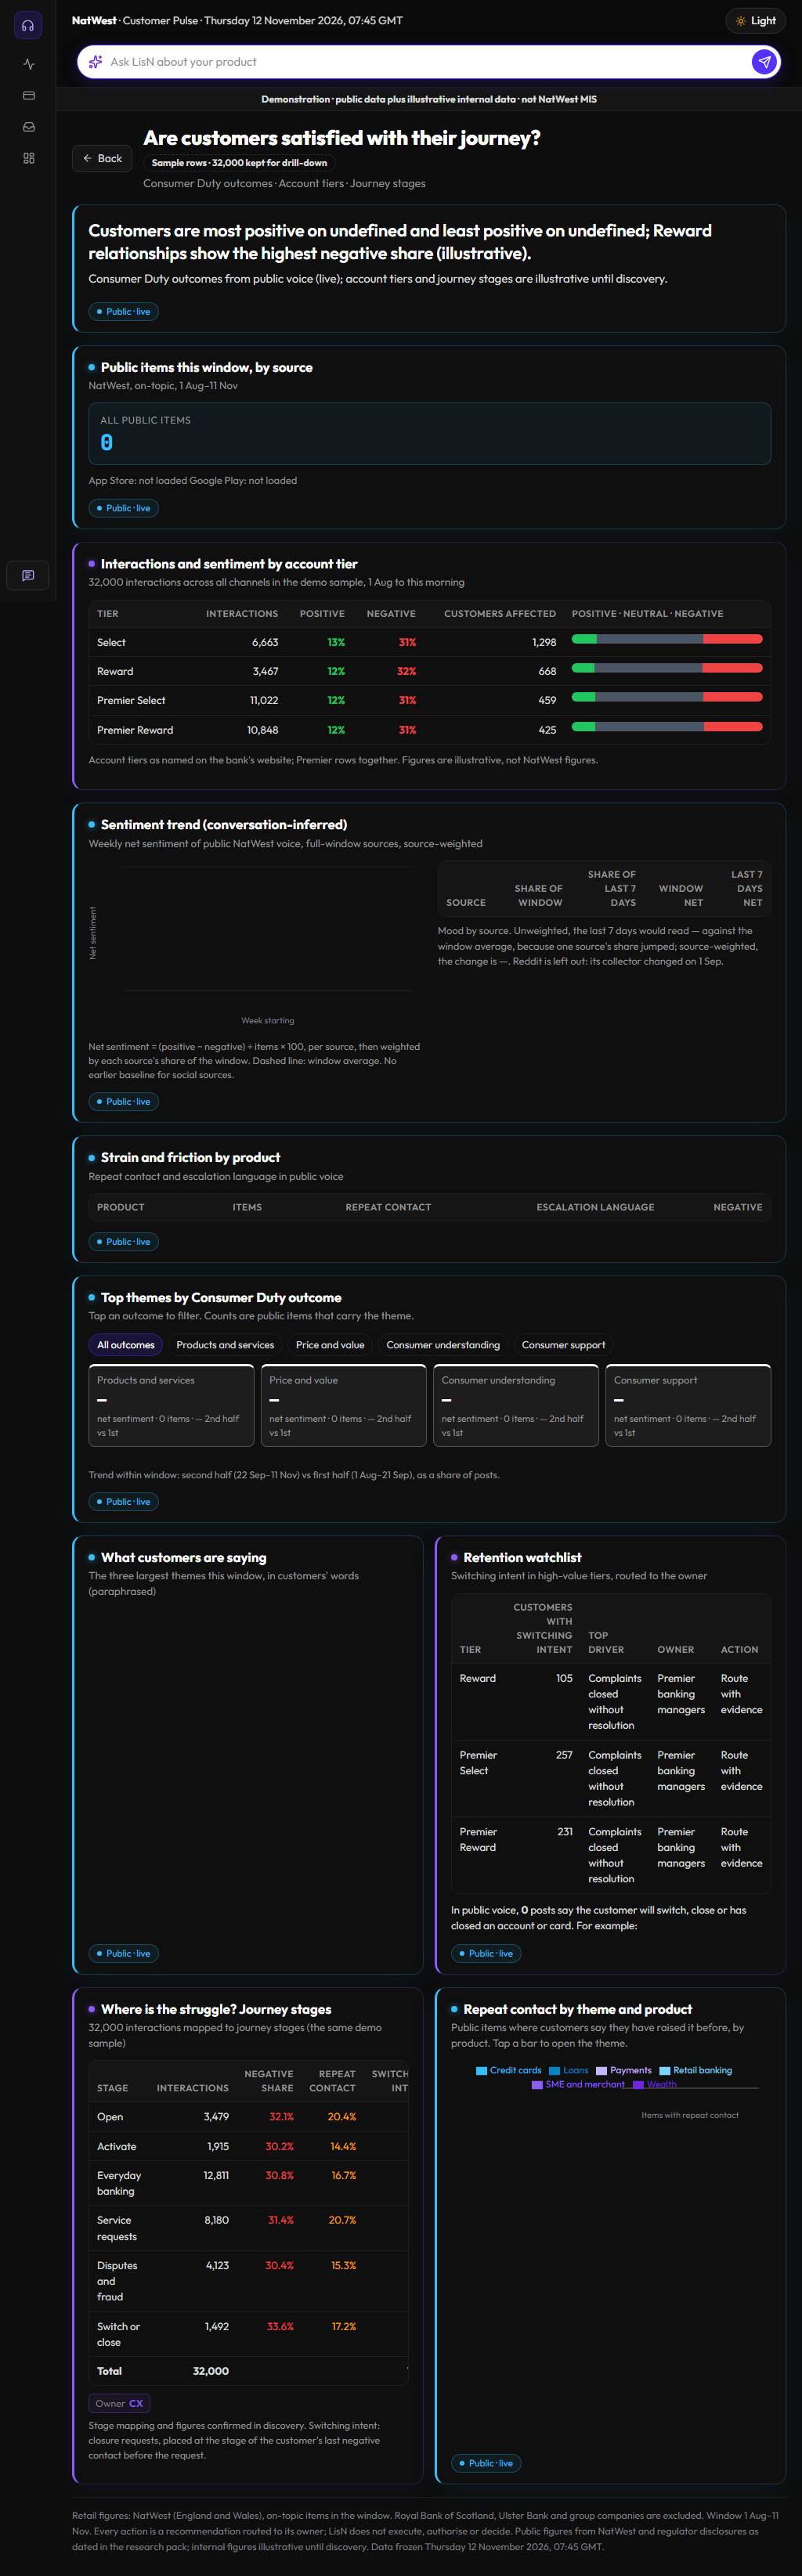 NatWest · Customer Pulse · Thursday 12 November 2026, 07:45 GMT
Light
Ask LisN about your product
Demonstration · public data plus illustrative internal data · not NatWest MIS
Back
Are customers satisfied with their journey?
Sample rows · 32,000 kept for drill-down
Consumer Duty outcomes · Account tiers · Journey stages
Customers are most positive on undefined and least positive on undefined; Reward
relationships show the highest negative share (illustrative).
Consumer Duty outcomes from public voice (live); account tiers and journey stages are illustrative until discovery.
Public · live
Public items this window, by source
NatWest, on-topic, 1 Aug–11 Nov
ALL PUBLIC ITEMS
0
App Store: not loaded Google Play: not loaded
Public · live
Interactions and sentiment by account tier
32,000 interactions across all channels in the demo sample, 1 Aug to this morning
TIER INTERACTIONS POSITIVE NEGATIVE CUSTOMERS AFFECTED POSITIVE · NEUTRAL · NEGATIVE
Select 6,663 13% 31% 1,298
Reward 3,467 12% 32% 668
Premier Select 11,022 12% 31% 459
Premier Reward 10,848 12% 31% 425
Account tiers as named on the bank's website; Premier rows together. Figures are illustrative, not NatWest figures.
Sentiment trend (conversation-inferred)
Weekly net sentiment of public NatWest voice, full-window sources, source-weighted
Net sentiment
Week starting
Net sentiment = (positive − negative) ÷ items × 100, per source, then weighted
by each source's share of the window. Dashed line: window average. No
earlier baseline for social sources.
SHARE OF LAST 7
SHARE OF LAST 7 WINDOW DAYS
SOURCE WINDOW DAYS NET NET
Mood by source. Unweighted, the last 7 days would read — against the
window average, because one source's share jumped; source-weighted,
the change is —. Reddit is left out: its collector changed on 1 Sep.
Public · live
Strain and friction by product
Repeat contact and escalation language in public voice
PRODUCT ITEMS REPEAT CONTACT ESCALATION LANGUAGE NEGATIVE
Public · live
Top themes by Consumer Duty outcome
Tap an outcome to filter. Counts are public items that carry the theme.
All outcomes Products and services Price and value Consumer understanding Consumer support
Products and services
—
net sentiment · 0 items · — 2nd half
vs 1st
Price and value
—
net sentiment · 0 items · — 2nd half
vs 1st
Consumer understanding
—
net sentiment · 0 items · — 2nd half
vs 1st
Consumer support
—
net sentiment · 0 items · — 2nd half
vs 1st
Trend within window: second half (22 Sep–11 Nov) vs first half (1 Aug–21 Sep), as a share of posts.
Public · live
What customers are saying
The three largest themes this window, in customers' words
(paraphrased)
Public · live
Retention watchlist
Switching intent in high-value tiers, routed to the owner
CUSTOMERS
WITH
SWITCHING TOP
TIER INTENT DRIVER OWNER ACTION
Reward 105 Complaints Premier Route
closed banking with
without managers evidence
resolution
Premier 257 Complaints Premier Route
Select closed banking with
without managers evidence
resolution
Premier 231 Complaints Premier Route
Reward closed banking with
without managers evidence
resolution
In public voice, 0 posts say the customer will switch, close or has
closed an account or card. For example:
Public · live
Where is the struggle? Journey stages
32,000 interactions mapped to journey stages (the same demo
sample)
NEGATIVE REPEAT SWITCH
STAGE INTERACTIONS SHARE CONTACT INT
Open 3,479 32.1% 20.4%
Activate 1,915 30.2% 14.4%
Everyday 12,811 30.8% 16.7%
banking
Service 8,180 31.4% 20.7%
requests
Disputes 4,123 30.4% 15.3%
and
fraud
Switch or 1,492 33.6% 17.2%
close
Total 32,000
Owner CX
Stage mapping and figures confirmed in discovery. Switching intent:
closure requests, placed at the stage of the customer's last negative
contact before the request.
Repeat contact by theme and product
Public items where customers say they have raised it before, by
product. Tap a bar to open the theme.
Credit cards Loans Payments Retail banking
SME and merchant Wealth
Items with repeat contact
Public · live
Retail figures: NatWest (England and Wales), on-topic items in the window. Royal Bank of Scotland, Ulster Bank and group companies are excluded. Window 1 Aug–11
Nov. Every action is a recommendation routed to its owner; LisN does not execute, authorise or decide. Public figures from NatWest and regulator disclosures as
dated in the research pack; internal figures illustrative until discovery. Data frozen Thursday 12 November 2026, 07:45 GMT.